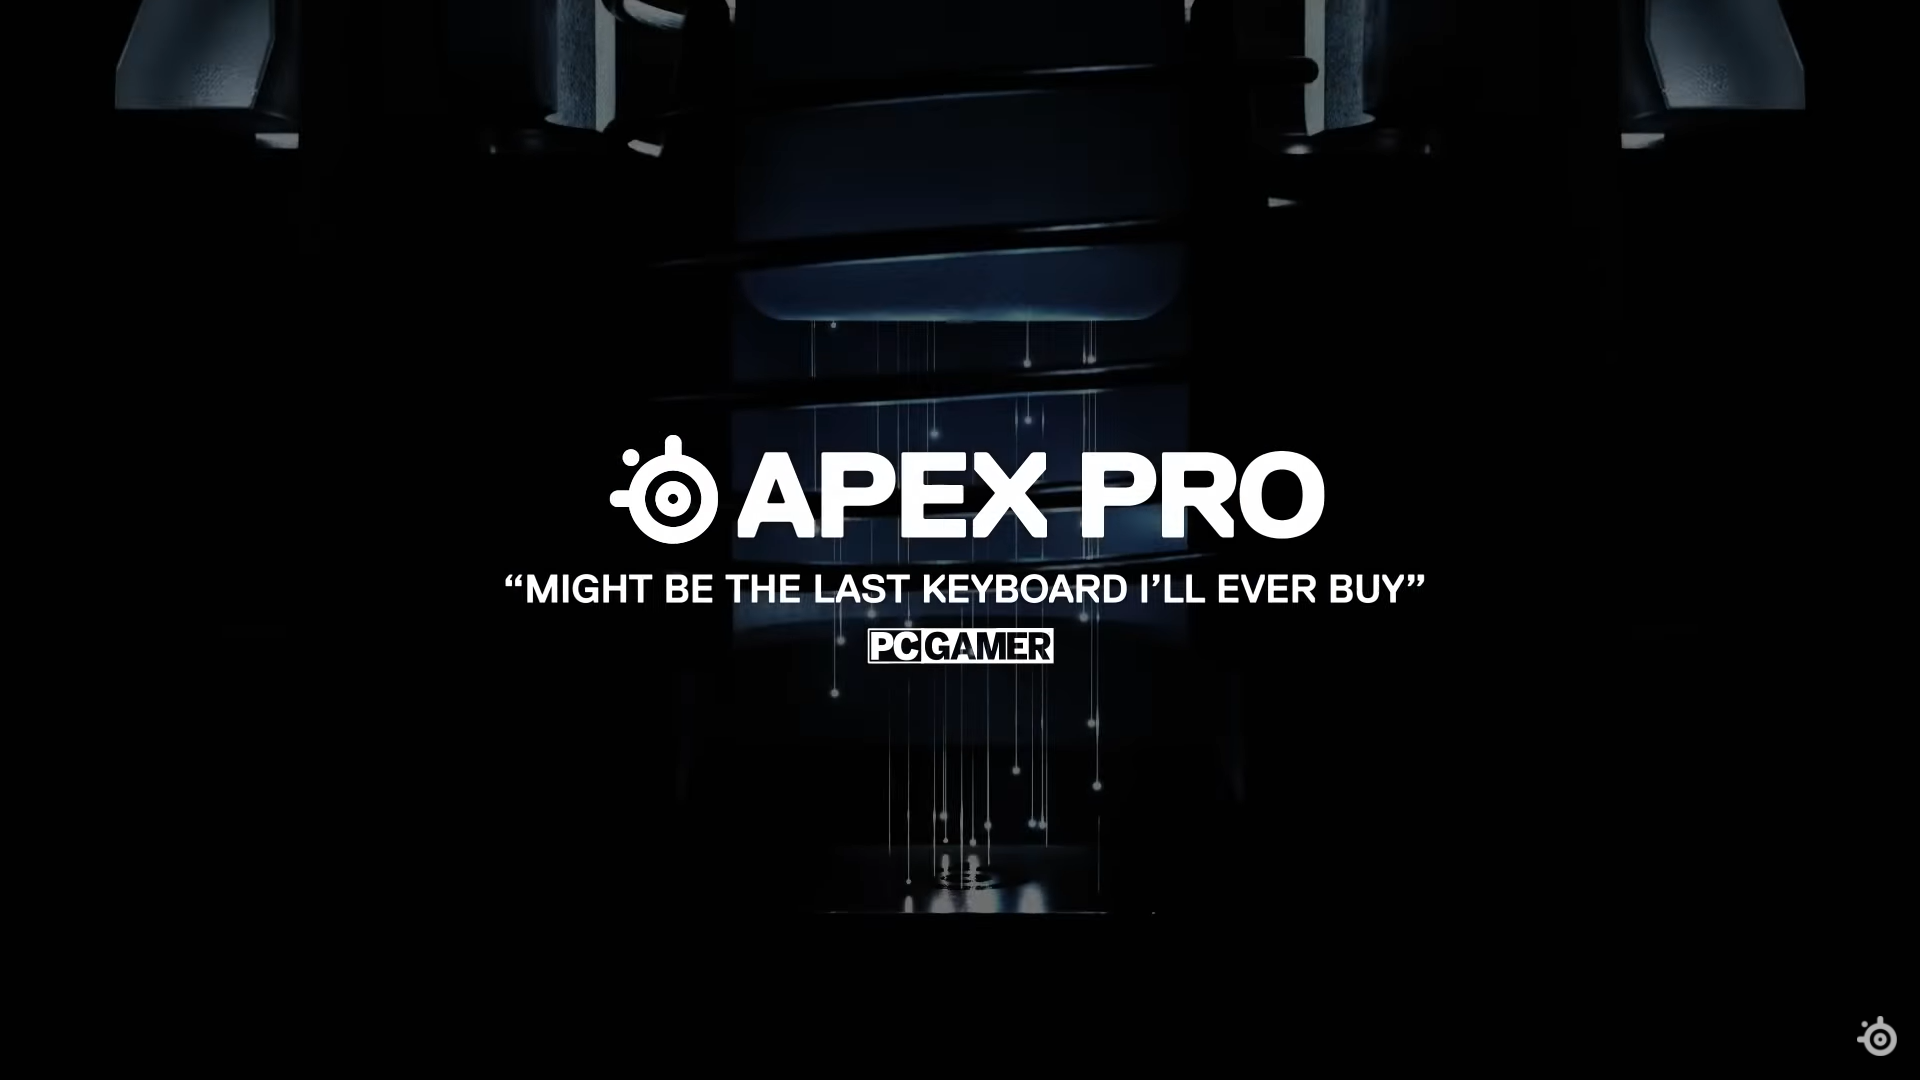 APEX PRO
“MIGHT BE THE LAST KEYBOARD I’LL EVER BUY”
PC GAMER